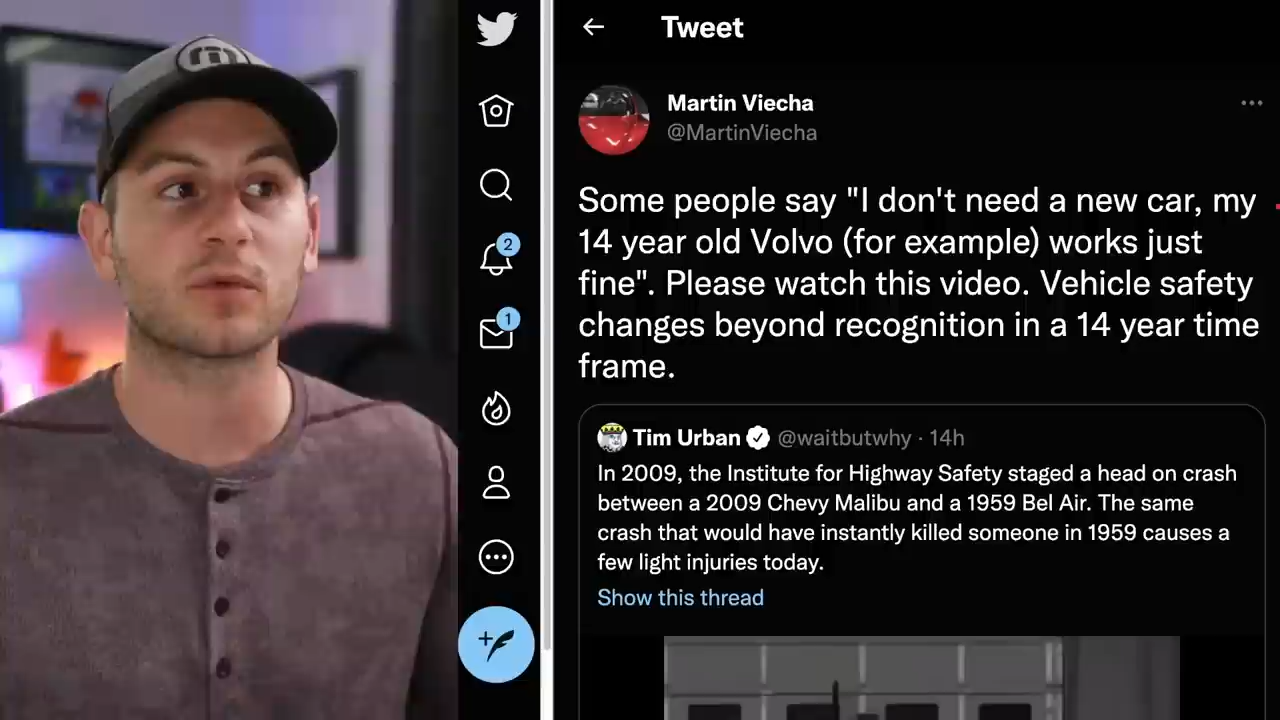 Tweet
Martin Viecha
@MartinViecha
Some people say "I don't need a new car, my
14 year old Volvo (for example) works just
fine". Please watch this video. Vehicle safety
changes beyond recognition in a 14 year time
frame.
Tim Urban @waitbutwhy · 14h
In 2009, the Institute for Highway Safety staged a head on crash
between a 2009 Chevy Malibu and a 1959 Bel Air. The same
crash that would have instantly killed someone in 1959 causes a
few light injuries today.
Show this thread
2
1